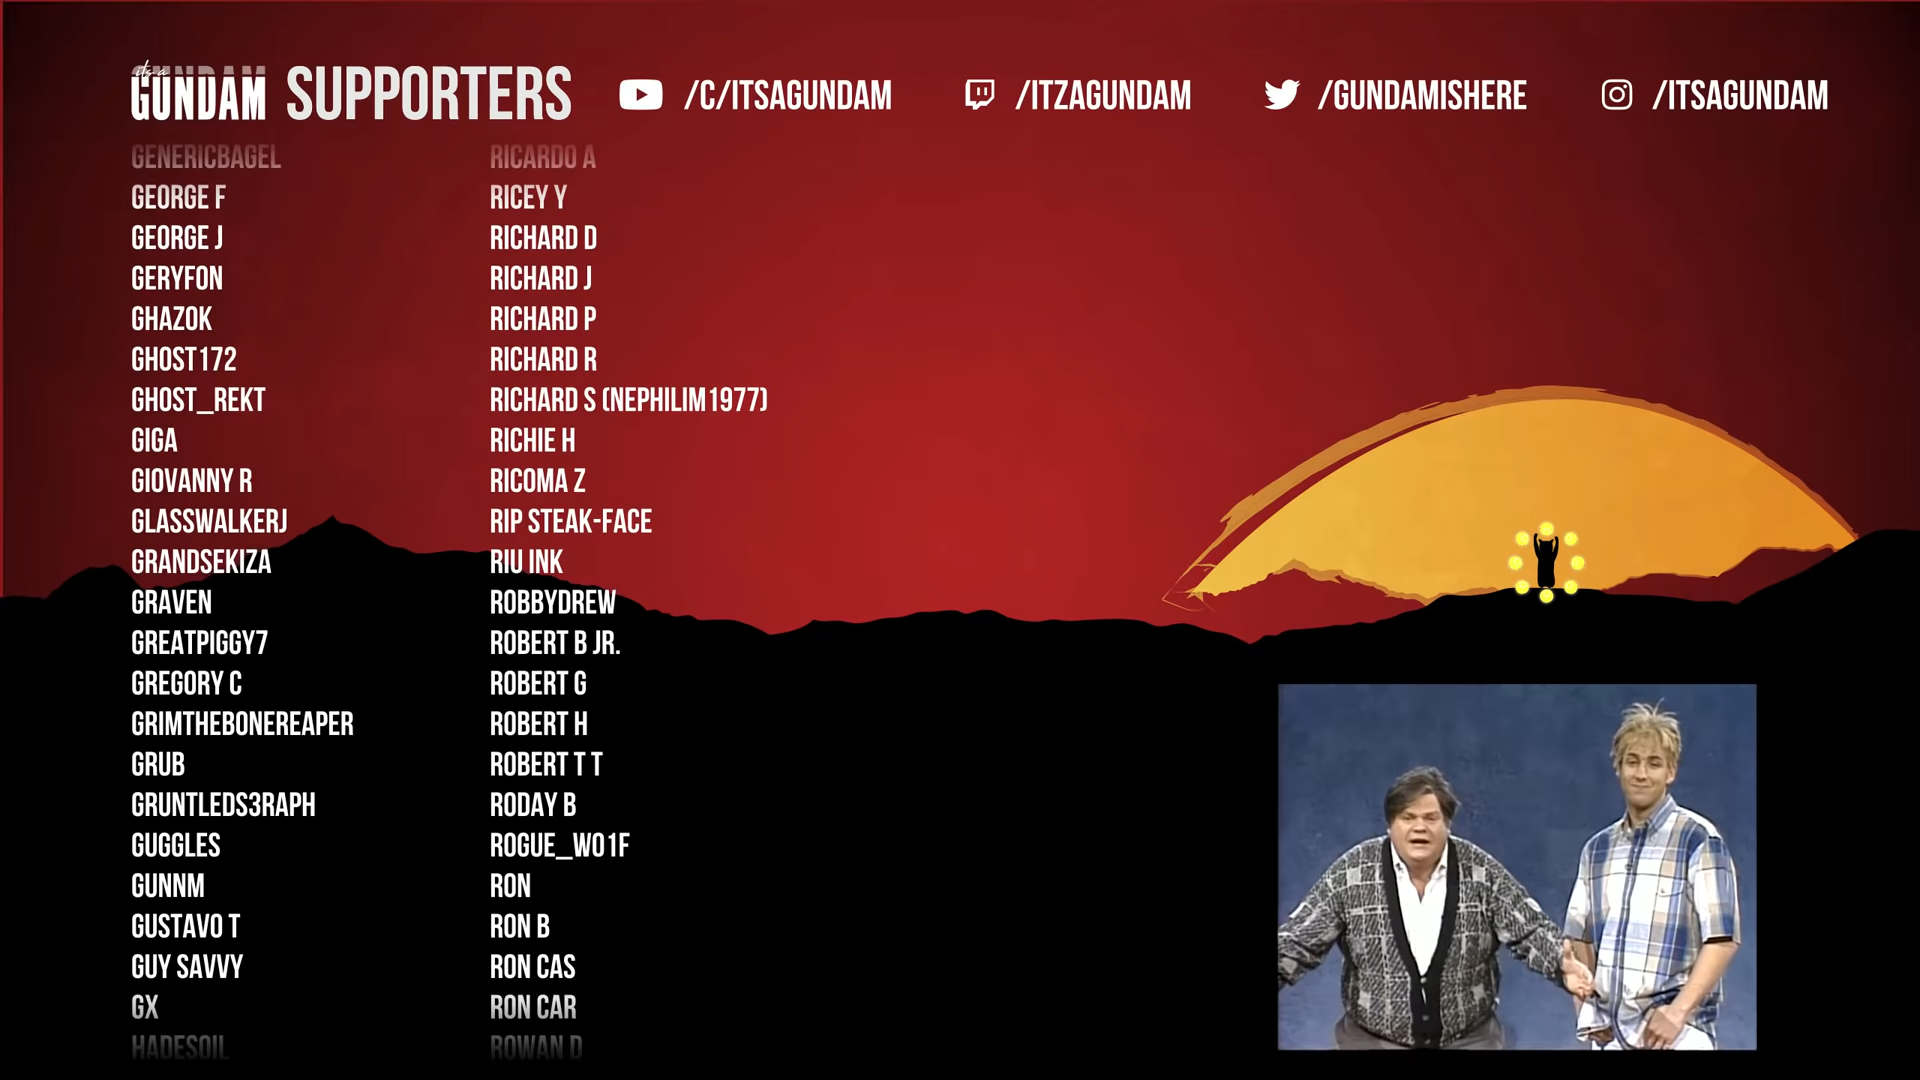 it's a
GUNDAM SUPPORTERS
/C/ITSAGUNDAM
/ITZAGUNDAM
/GUNDAMISHERE
/ITSAGUNDAM
GENERICBAGEL
GEORGE F
GEORGE J
GERYFON
GHAZOK
GHOST172
GHOST_REKT
GIGA
GIOVANNY R
GLASSWALKERJ
GRANDSEKIZA
GRAVEN
GREATPIGGY7
GREGORY C
GRIMTHEBONEREAPER
GRUB
GRUNTLEDS3RAPH
GUGGLES
GUNNM
GUSTAVO T
GUY SAVVY
GX
HADESOIL
RICARDO A
RICEY Y
RICHARD D
RICHARD J
RICHARD P
RICHARD R
RICHARD S (NEPHILIM1977)
RICHIE H
RICOMA Z
RIP STEAK-FACE
RIU INK
ROBBYDREW
ROBERT B JR.
ROBERT G
ROBERT H
ROBERT T T
RODAY B
ROGUE_W01F
RON
RON B
RON CAS
RON CAR
ROWAN D